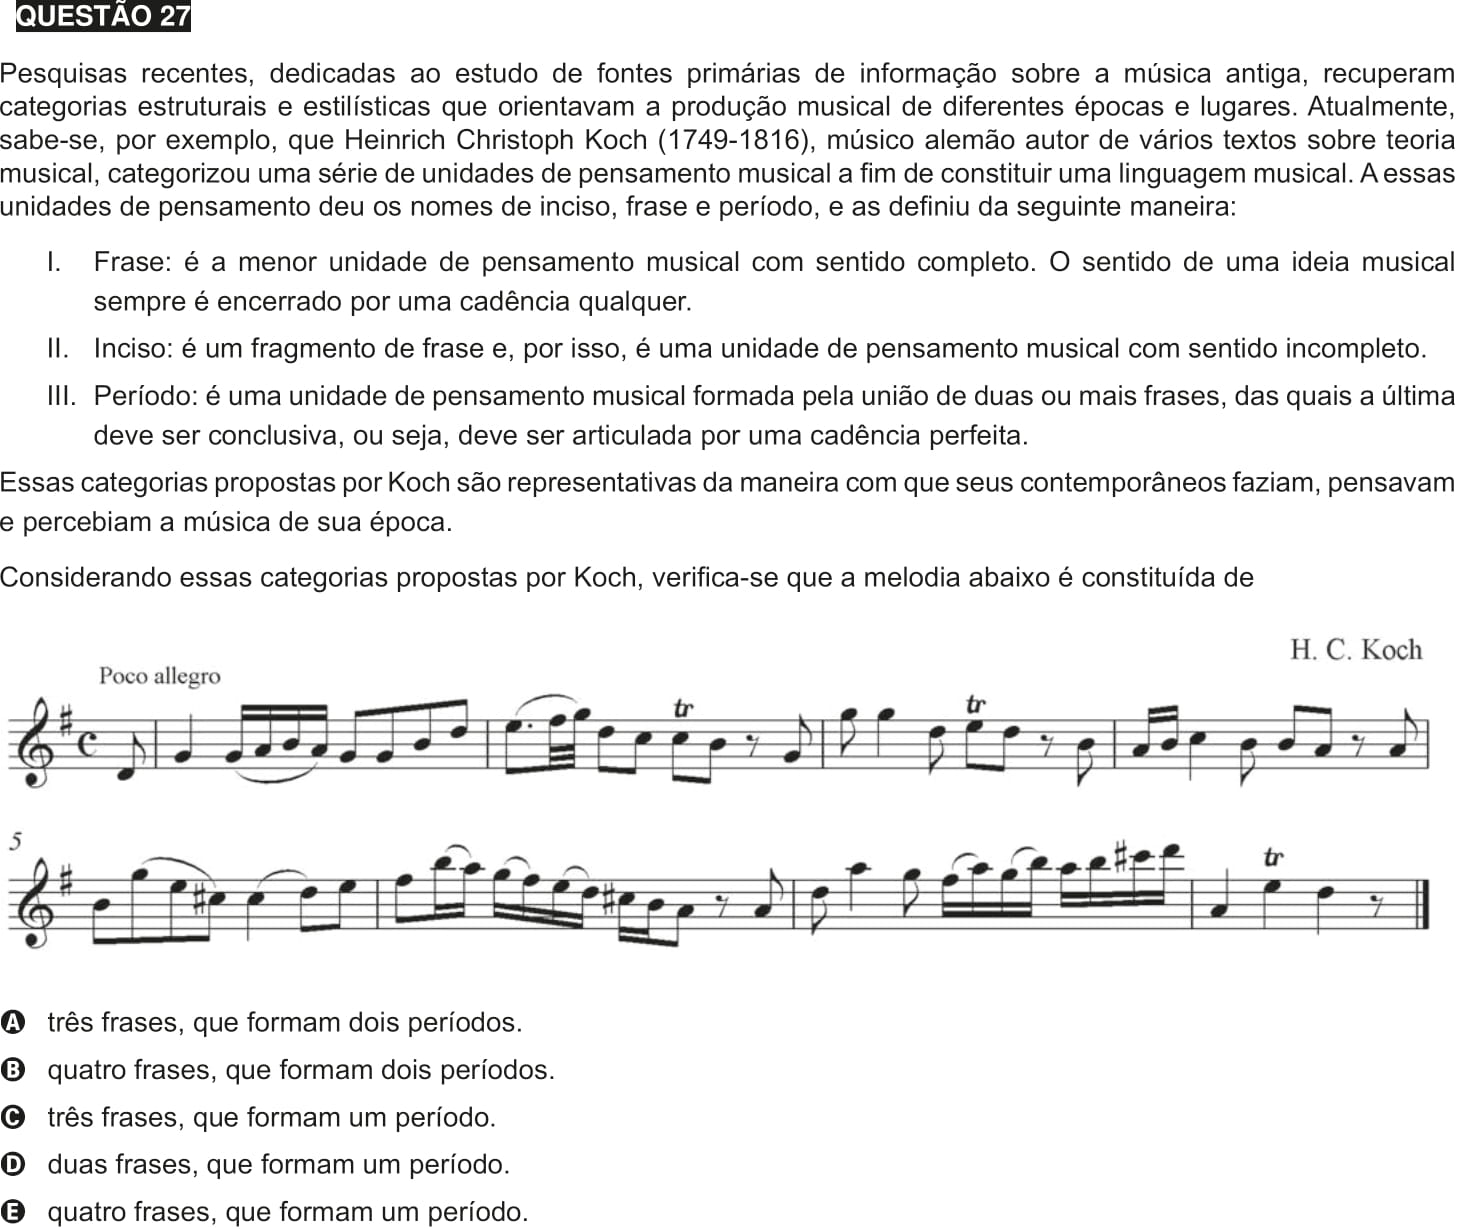 QUESTÃO 27
Pesquisas recentes, dedicadas ao estudo de fontes primárias de informação sobre a música antiga, recuperam
categorias estruturais e estilísticas que orientavam a produção musical de diferentes épocas e lugares. Atualmente,
sabe-se, por exemplo, que Heinrich Christoph Koch (1749-1816), músico alemão autor de vários textos sobre teoria
musical, categorizou uma série de unidades de pensamento musical a fim de constituir uma linguagem musical. A essas
unidades de pensamento deu os nomes de inciso, frase e período, e as definiu da seguinte maneira:
I. Frase: é a menor unidade de pensamento musical com sentido completo. O sentido de uma ideia musical
sempre é encerrado por uma cadência qualquer.
II. Inciso: é um fragmento de frase e, por isso, é uma unidade de pensamento musical com sentido incompleto.
III. Período: é uma unidade de pensamento musical formada pela união de duas ou mais frases, das quais a última
deve ser conclusiva, ou seja, deve ser articulada por uma cadência perfeita.
Essas categorias propostas por Koch são representativas da maneira com que seus contemporâneos faziam, pensavam
e percebiam a música de sua época.
Considerando essas categorias propostas por Koch, verifica-se que a melodia abaixo é constituída de
H. C. Koch
Poco allegro
tr tr
5
tr
A três frases, que formam dois períodos.
B quatro frases, que formam dois períodos.
C três frases, que formam um período.
D duas frases, que formam um período.
E quatro frases, que formam um período.